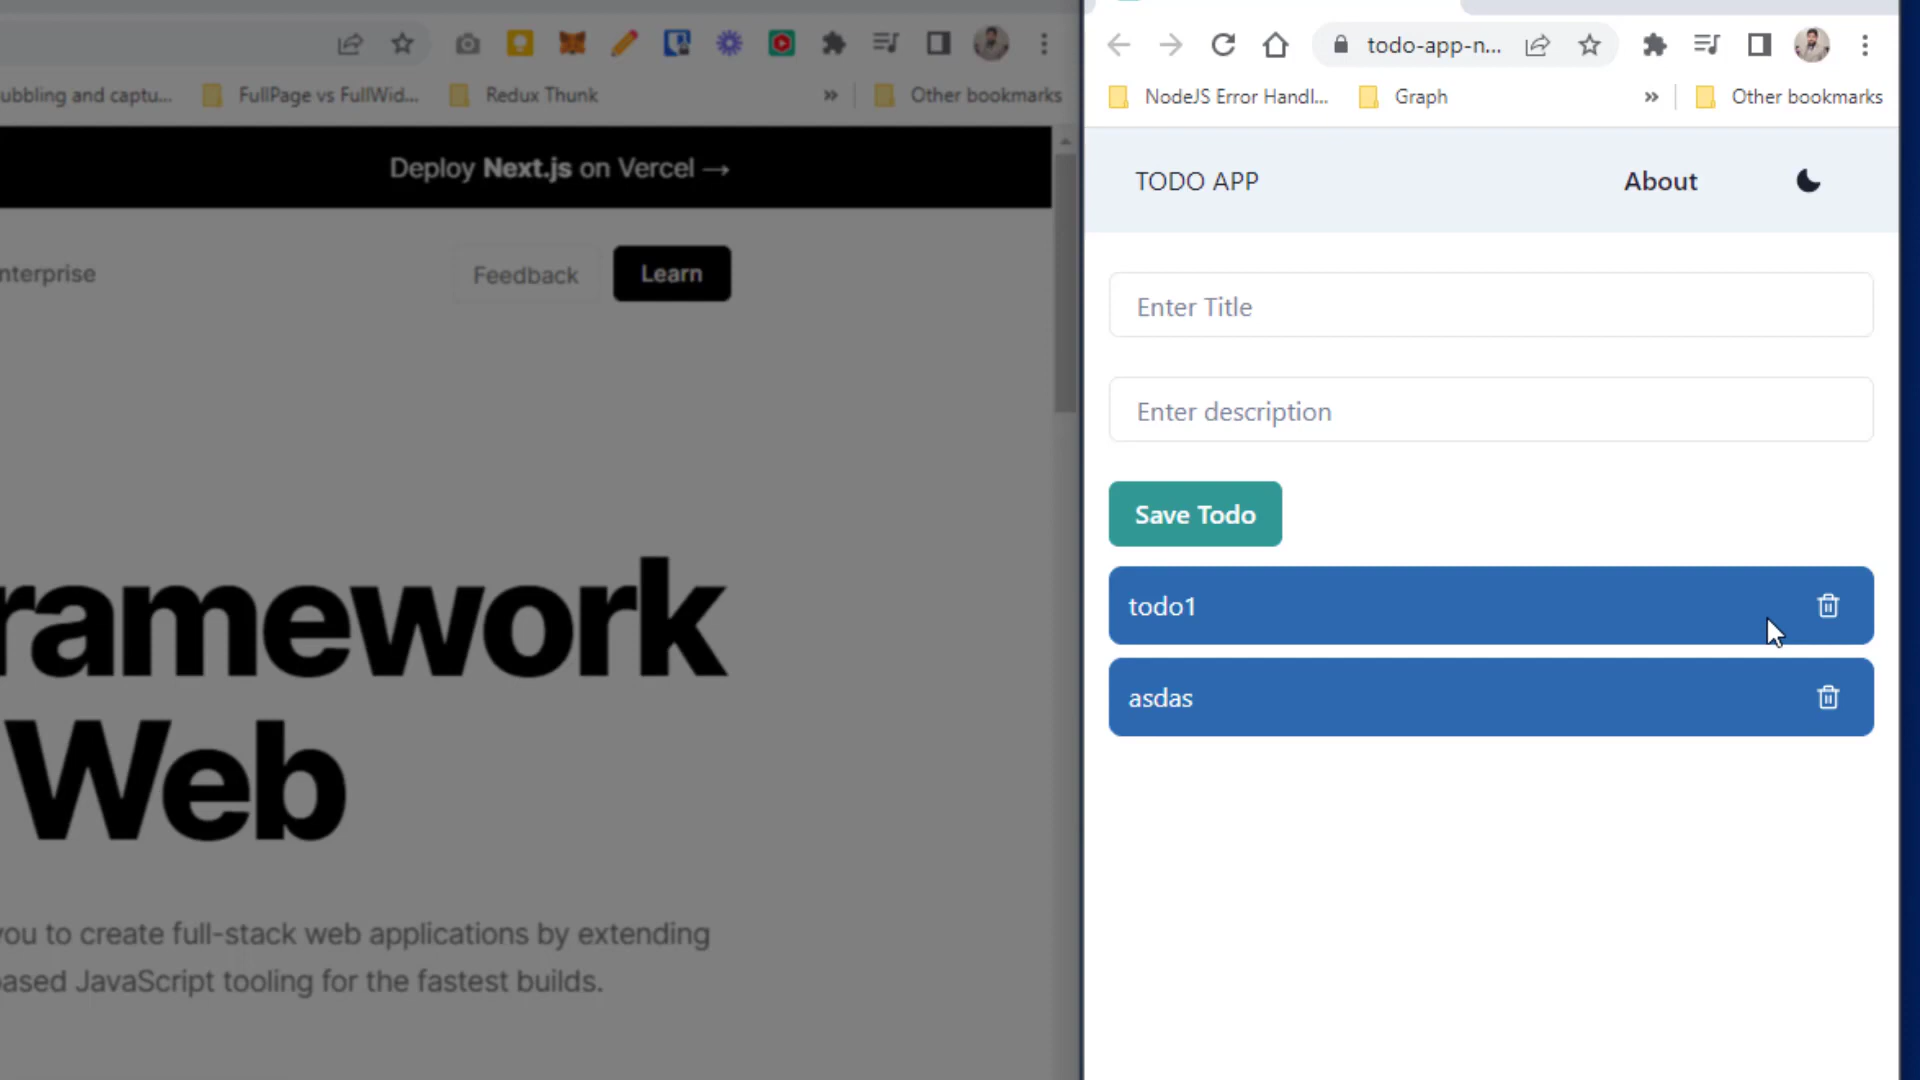 ubbling and captu...
FullPage vs FullWid...
Redux Thunk
»
Other bookmarks
Deploy Next.js on Vercel →
nterprise
Feedback
Learn
ramework
Web
you to create full-stack web applications by extending
based JavaScript tooling for the fastest builds.
todo-app-n...
NodeJS Error Handl...
Graph
»
Other bookmarks
TODO APP
About
Enter Title
Enter description
Save Todo
todo1
asdas